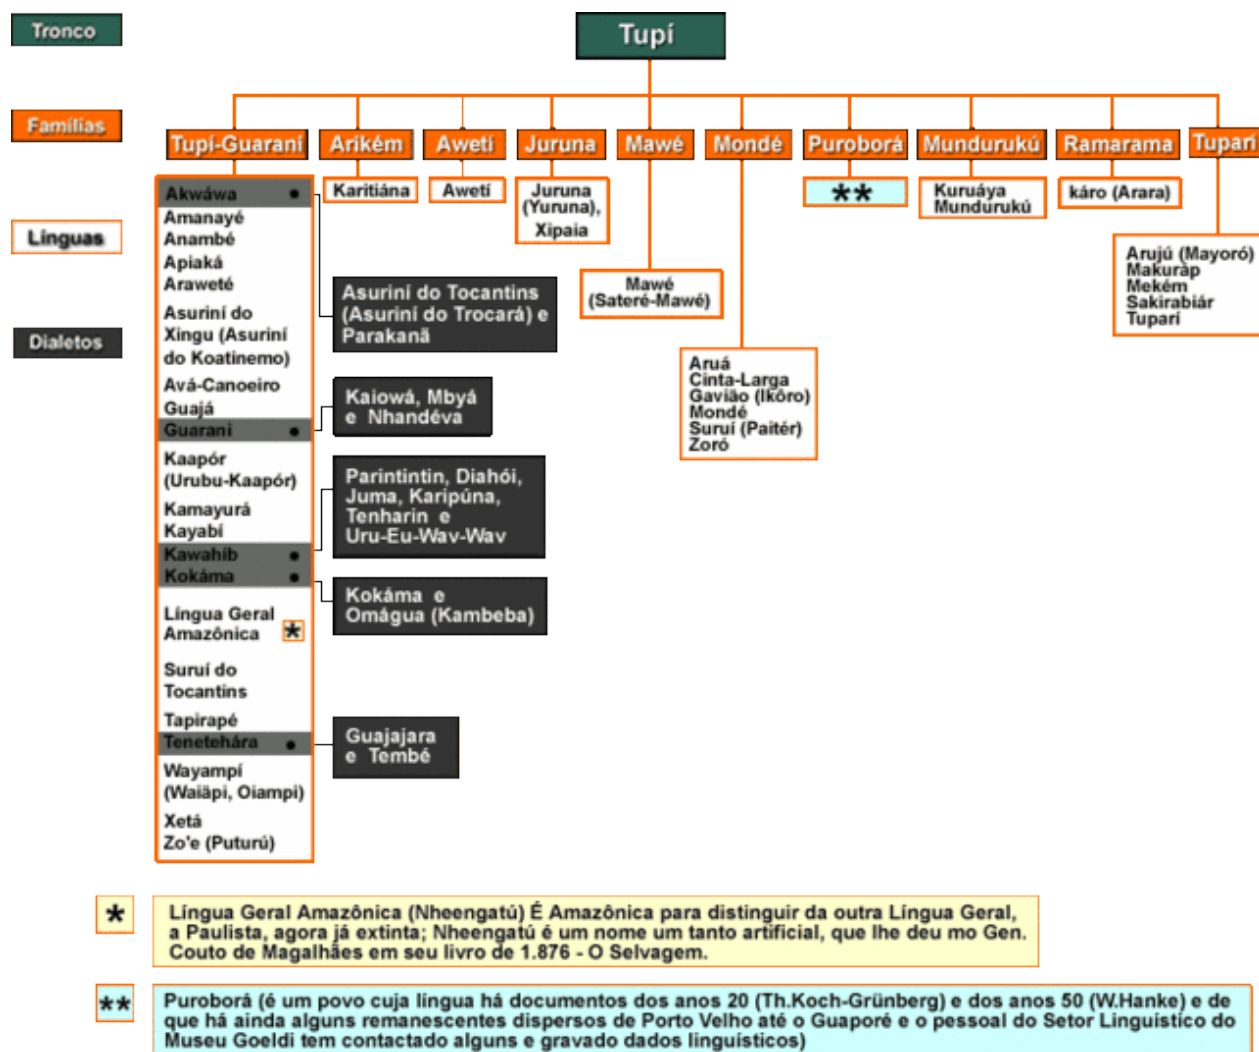 Tronco
Tupí
Famílias
Tupi-Guarani
Arikém
Awetí
Juruna
Mawé
Mondé
Puroborá
Mundurukú
Ramarama
Tuparí
Línguas
Dialetos
Akwáwa
Amanayé
Anambé
Apiaká
Araweté
Asuriní do
Xingu (Asuriní
do Koatinemo)
Avá-Canoeiro
Guajá
Guarani
Kaapór
(Urubu-Kaapór)
Kamayurá
Kayabí
Kawahíb
Kokáma
Língua Geral
Amazônica *
Suruí do
Tocantins
Tapirapé
Tenetehára
Wayampí
(Waiãpi, Oiampi)
Xetá
Zo'e (Puturú)
Asuriní do Tocantins
(Asuriní do Trocará) e
Parakanã
Kaiowá, Mbyá
e Nhandéva
Parintintin, Diahói,
Juma, Karipúna,
Tenharin e
Uru-Eu-Wav-Wav
Kokáma e
Omágua (Kambeba)
Guajajara
e Tembé
Karitiána
Awetí
Juruna
(Yuruna),
Xipaia
Mawé
(Sateré-Mawé)
Aruá
Cinta-Larga
Gavião (Ikôro)
Mondé
Suruí (Paitér)
Zoró
**
Kuruáya
Mundurukú
káro (Arara)
Arujú (Mayoró)
Makuráp
Mekém
Sakirabiár
Tuparí
*
Língua Geral Amazônica (Nheengatú) É Amazônica para distinguir da outra Língua Geral,
a Paulista, agora já extinta; Nheengatú é um nome um tanto artificial, que lhe deu mo Gen.
Couto de Magalhães em seu livro de 1.876 - O Selvagem.
**
Puroborá (é um povo cuja língua há documentos dos anos 20 (Th.Koch-Grünberg) e dos anos 50 (W.Hanke) e de
que há ainda alguns remanescentes dispersos de Porto Velho até o Guaporé e o pessoal do Setor Linguístico do
Museu Goeldi tem contactado alguns e gravado dados linguísticos)